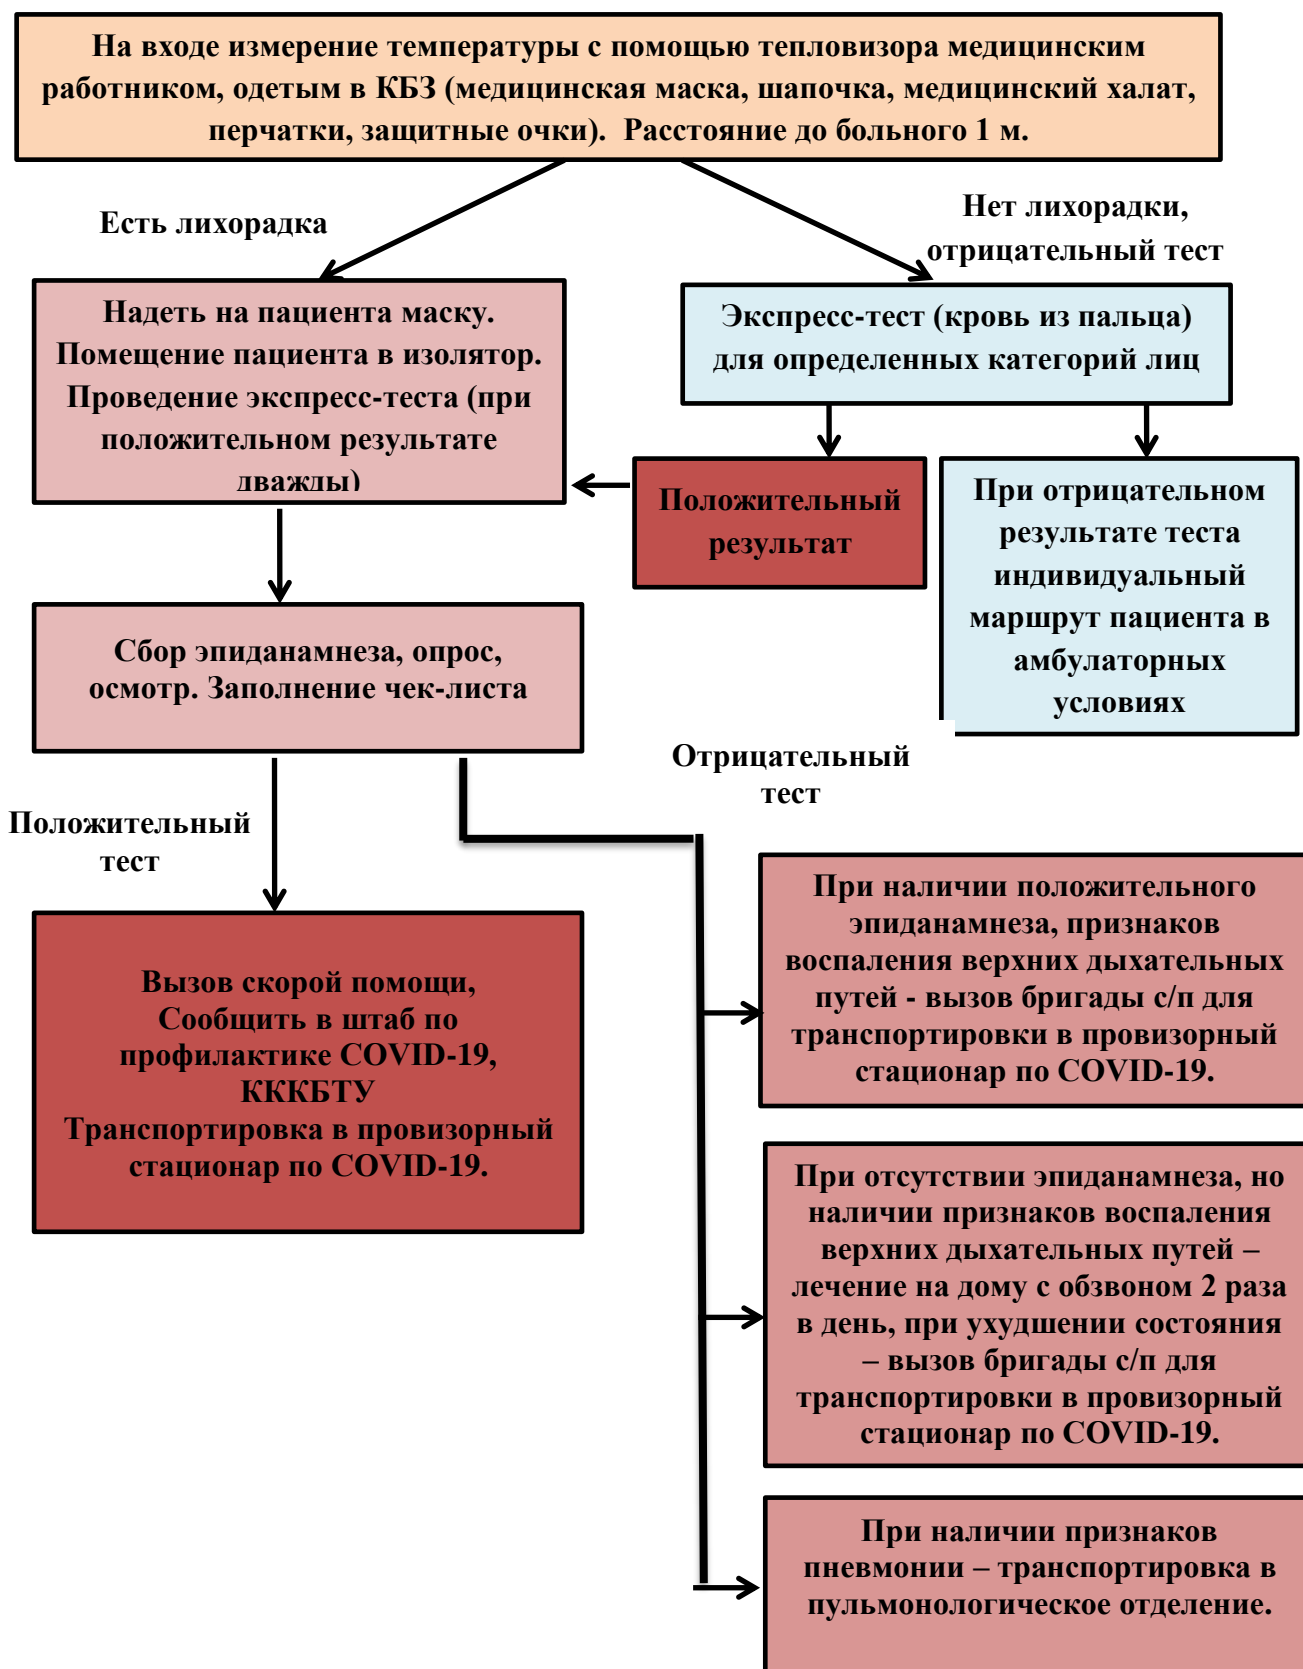 На входе измерение температуры с помощью тепловизора медицинским
работником, одетым в КБЗ (медицинская маска, шапочка, медицинский халат,
перчатки, защитные очки). Расстояние до больного 1 м.
Есть лихорадка
Нет лихорадки,
отрицательный тест
Надеть на пациента маску.
Помещение пациента в изолятор.
Проведение экспресс-теста (при
положительном результате
дважды)
Экспресс-тест (кровь из пальца)
для определенных категорий лиц
Положительный
результат
При отрицательном
результате теста
индивидуальный
маршрут пациента в
амбулаторных
условиях
Сбор эпиданамнеза, опрос,
осмотр. Заполнение чек-листа
Положительный
тест
Отрицательный
тест
Вызов скорой помощи,
Сообщить в штаб по
профилактике COVID-19,
КККБТУ
Транспортировка в провизорный
стационар по COVID-19.
При наличии положительного
эпиданамнеза, признаков
воспаления верхних дыхательных
путей - вызов бригады с/п для
транспортировки в провизорный
стационар по COVID-19.
При отсутствии эпиданамнеза, но
наличии признаков воспаления
верхних дыхательных путей –
лечение на дому с обзвоном 2 раза
в день, при ухудшении состояния
– вызов бригады с/п для
транспортировки в провизорный
стационар по COVID-19.
При наличии признаков
пневмонии – транспортировка в
пульмонологическое отделение.